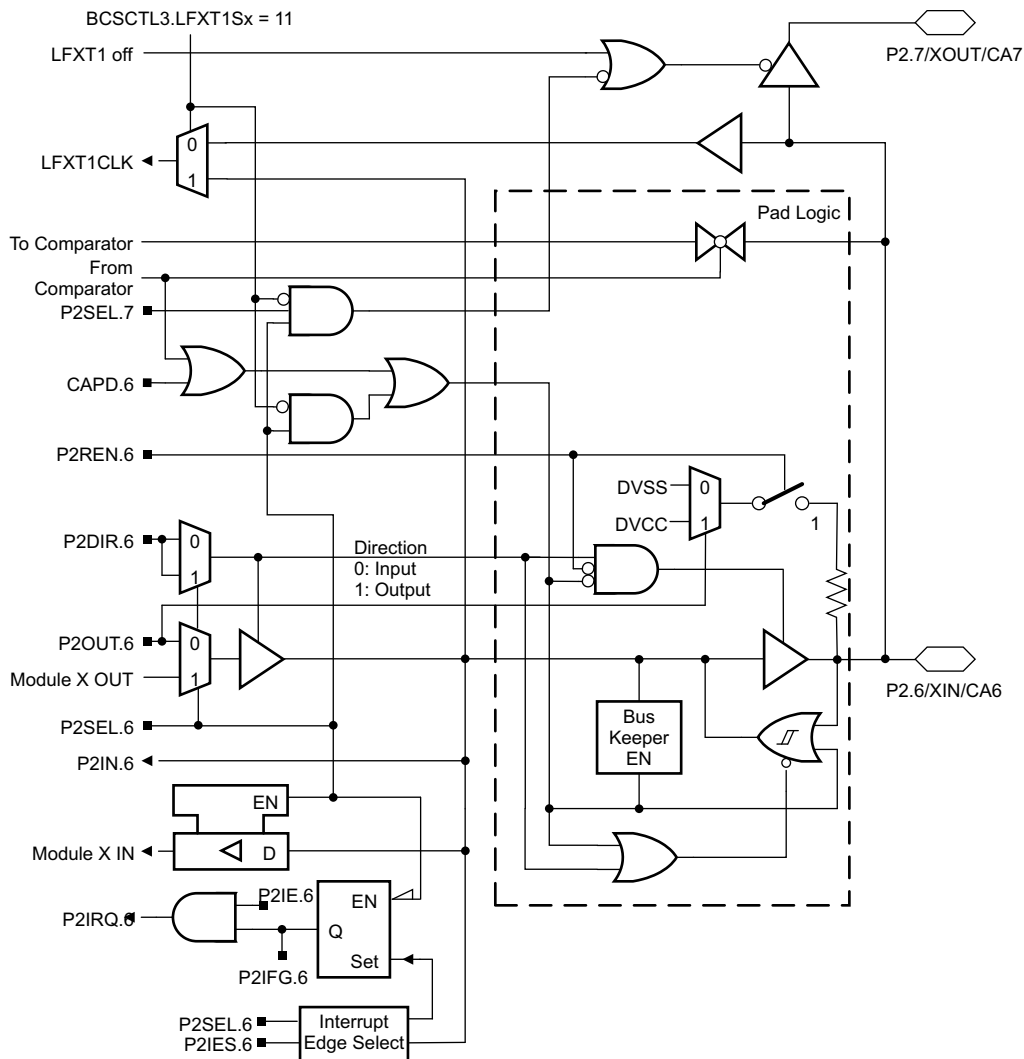 BCSCTL3.LFXT1Sx = 11
LFXT1 off
P2.7/XOUT/CA7
0
LFXT1CLK
1
Pad Logic
To Comparator
From
Comparator
P2SEL.7
CAPD.6
P2REN.6
DVSS
0
DVCC
1
1
P2DIR.6
0
1
Direction
0: Input
1: Output
P2OUT.6
0
Module X OUT
1
P2.6/XIN/CA6
P2SEL.6
Bus
Keeper
EN
P2IN.6
EN
Module X IN
D
P2IE.6
EN
P2IRQ.6
Q
P2IFG.6
Set
P2SEL.6
P2IES.6
Interrupt
Edge Select